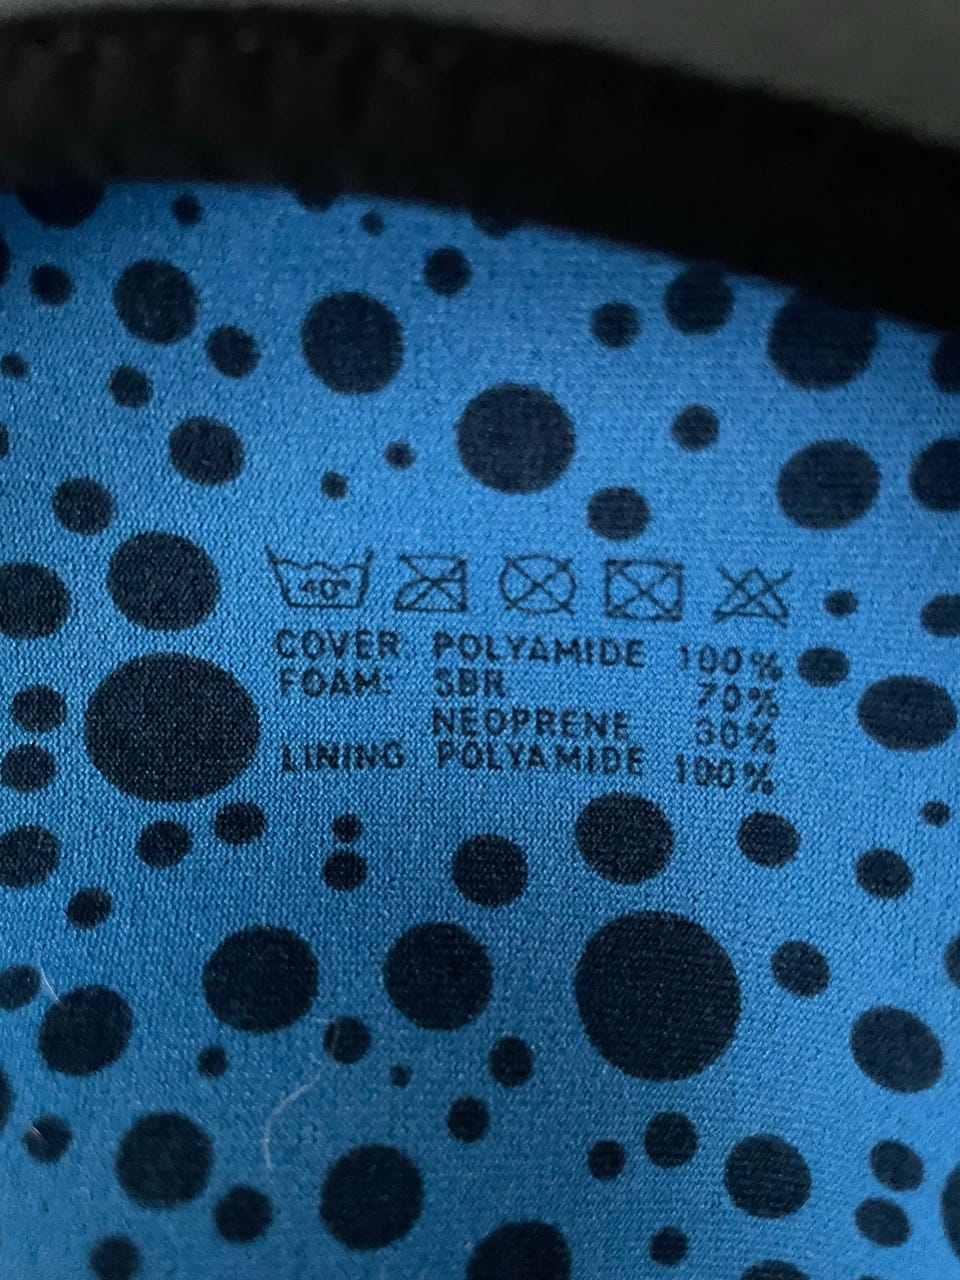 40°
COVER: POLYAMIDE 100%
FOAM: SBR 70%
NEOPRENE 30%
LINING POLYAMIDE 100%